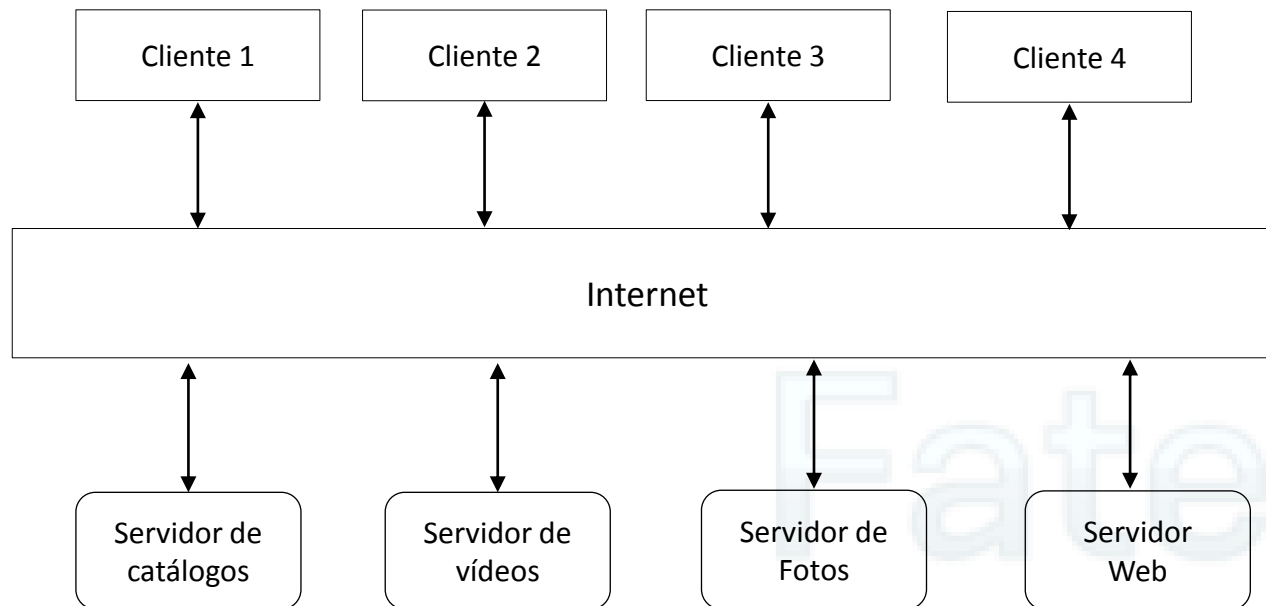 Cliente 1
Cliente 2
Cliente 3
Cliente 4
Internet
Servidor de
catálogos
Servidor de
vídeos
Servidor de
Fotos
Servidor
Web
Fate